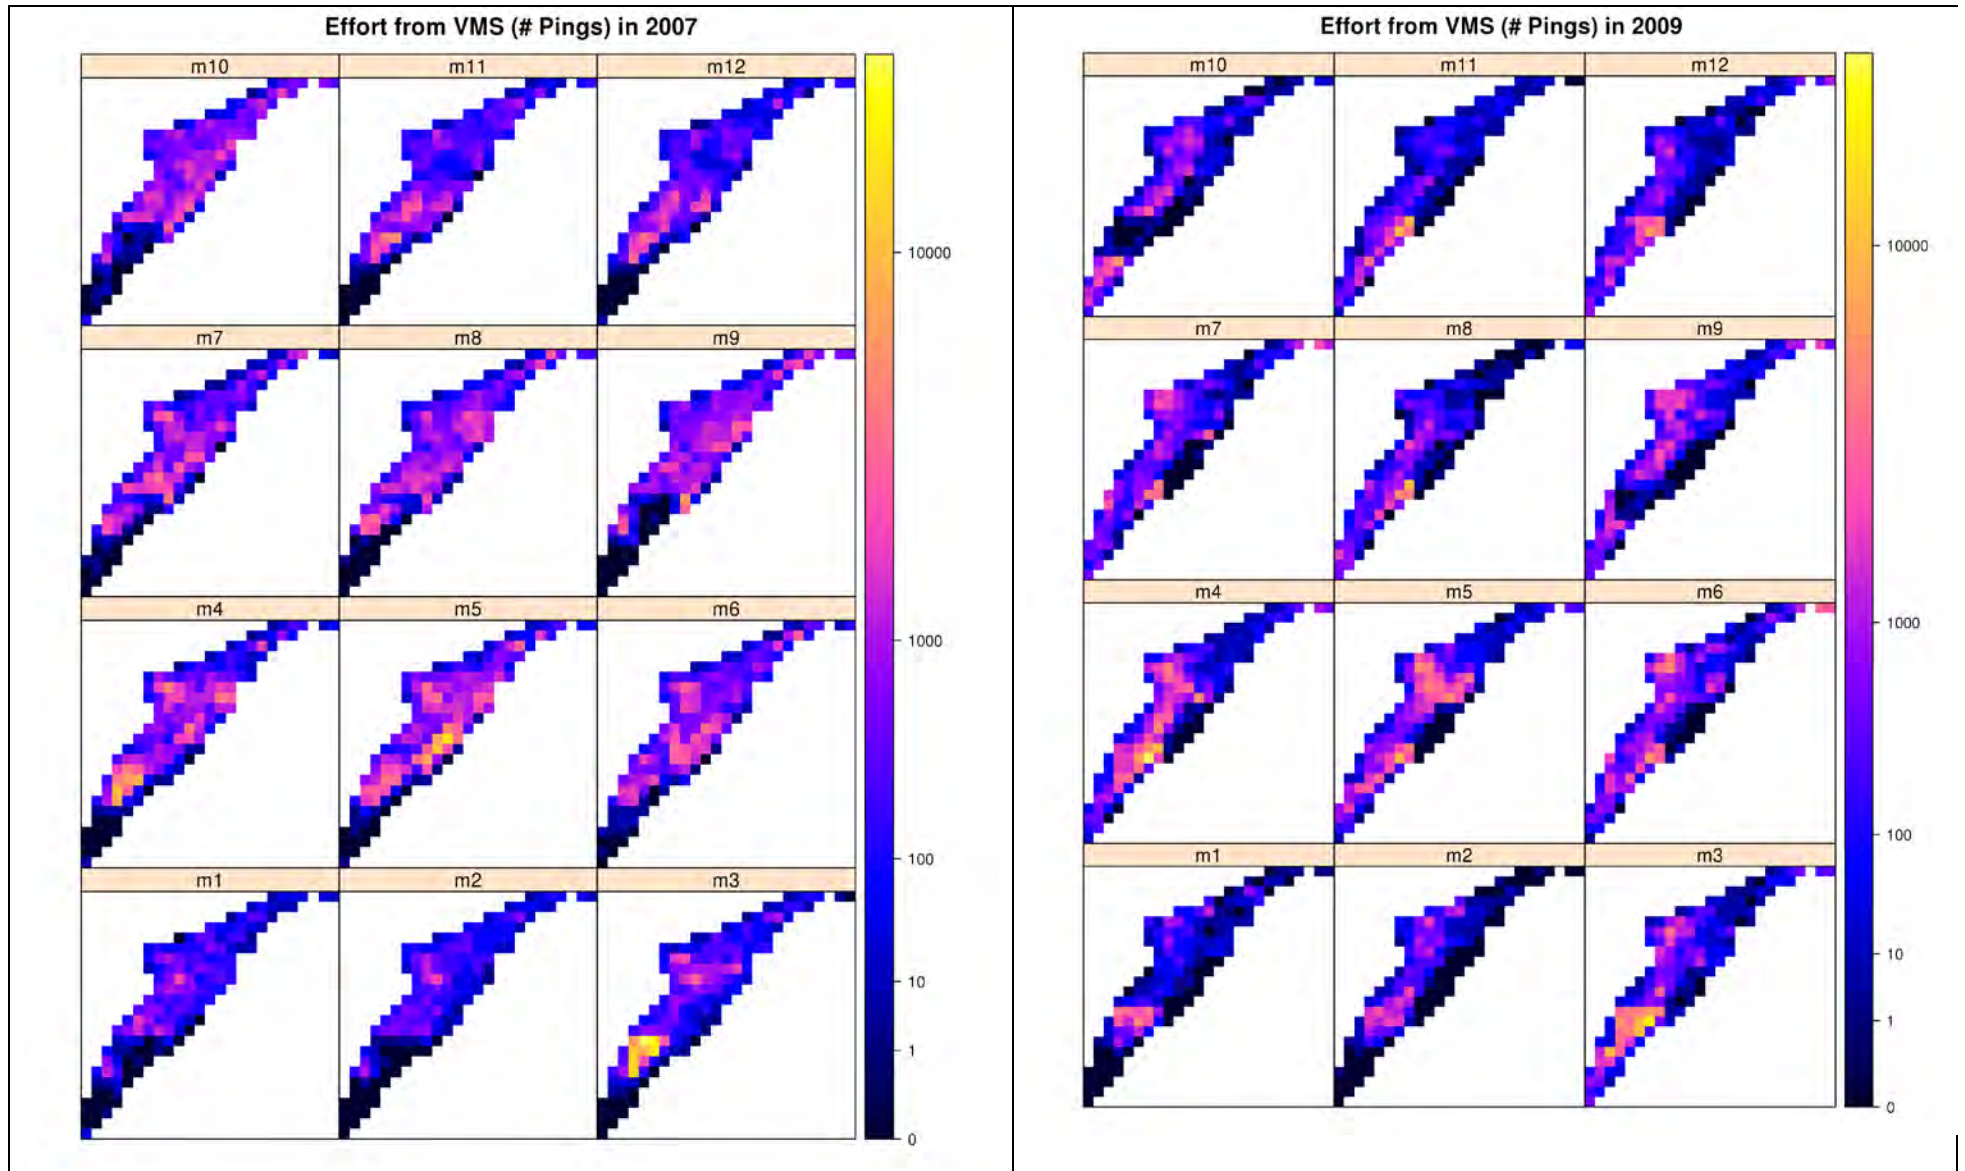 Effort from VMS (# Pings) in 2007
m10 m11 m12
10000
m7 m8 m9
m4 m5 m6
1000
100
m1 m2 m3
10
1
0
Effort from VMS (# Pings) in 2009
m10 m11 m12
10000
m7 m8 m9
m4 m5 m6
1000
100
m1 m2 m3
10
1
0